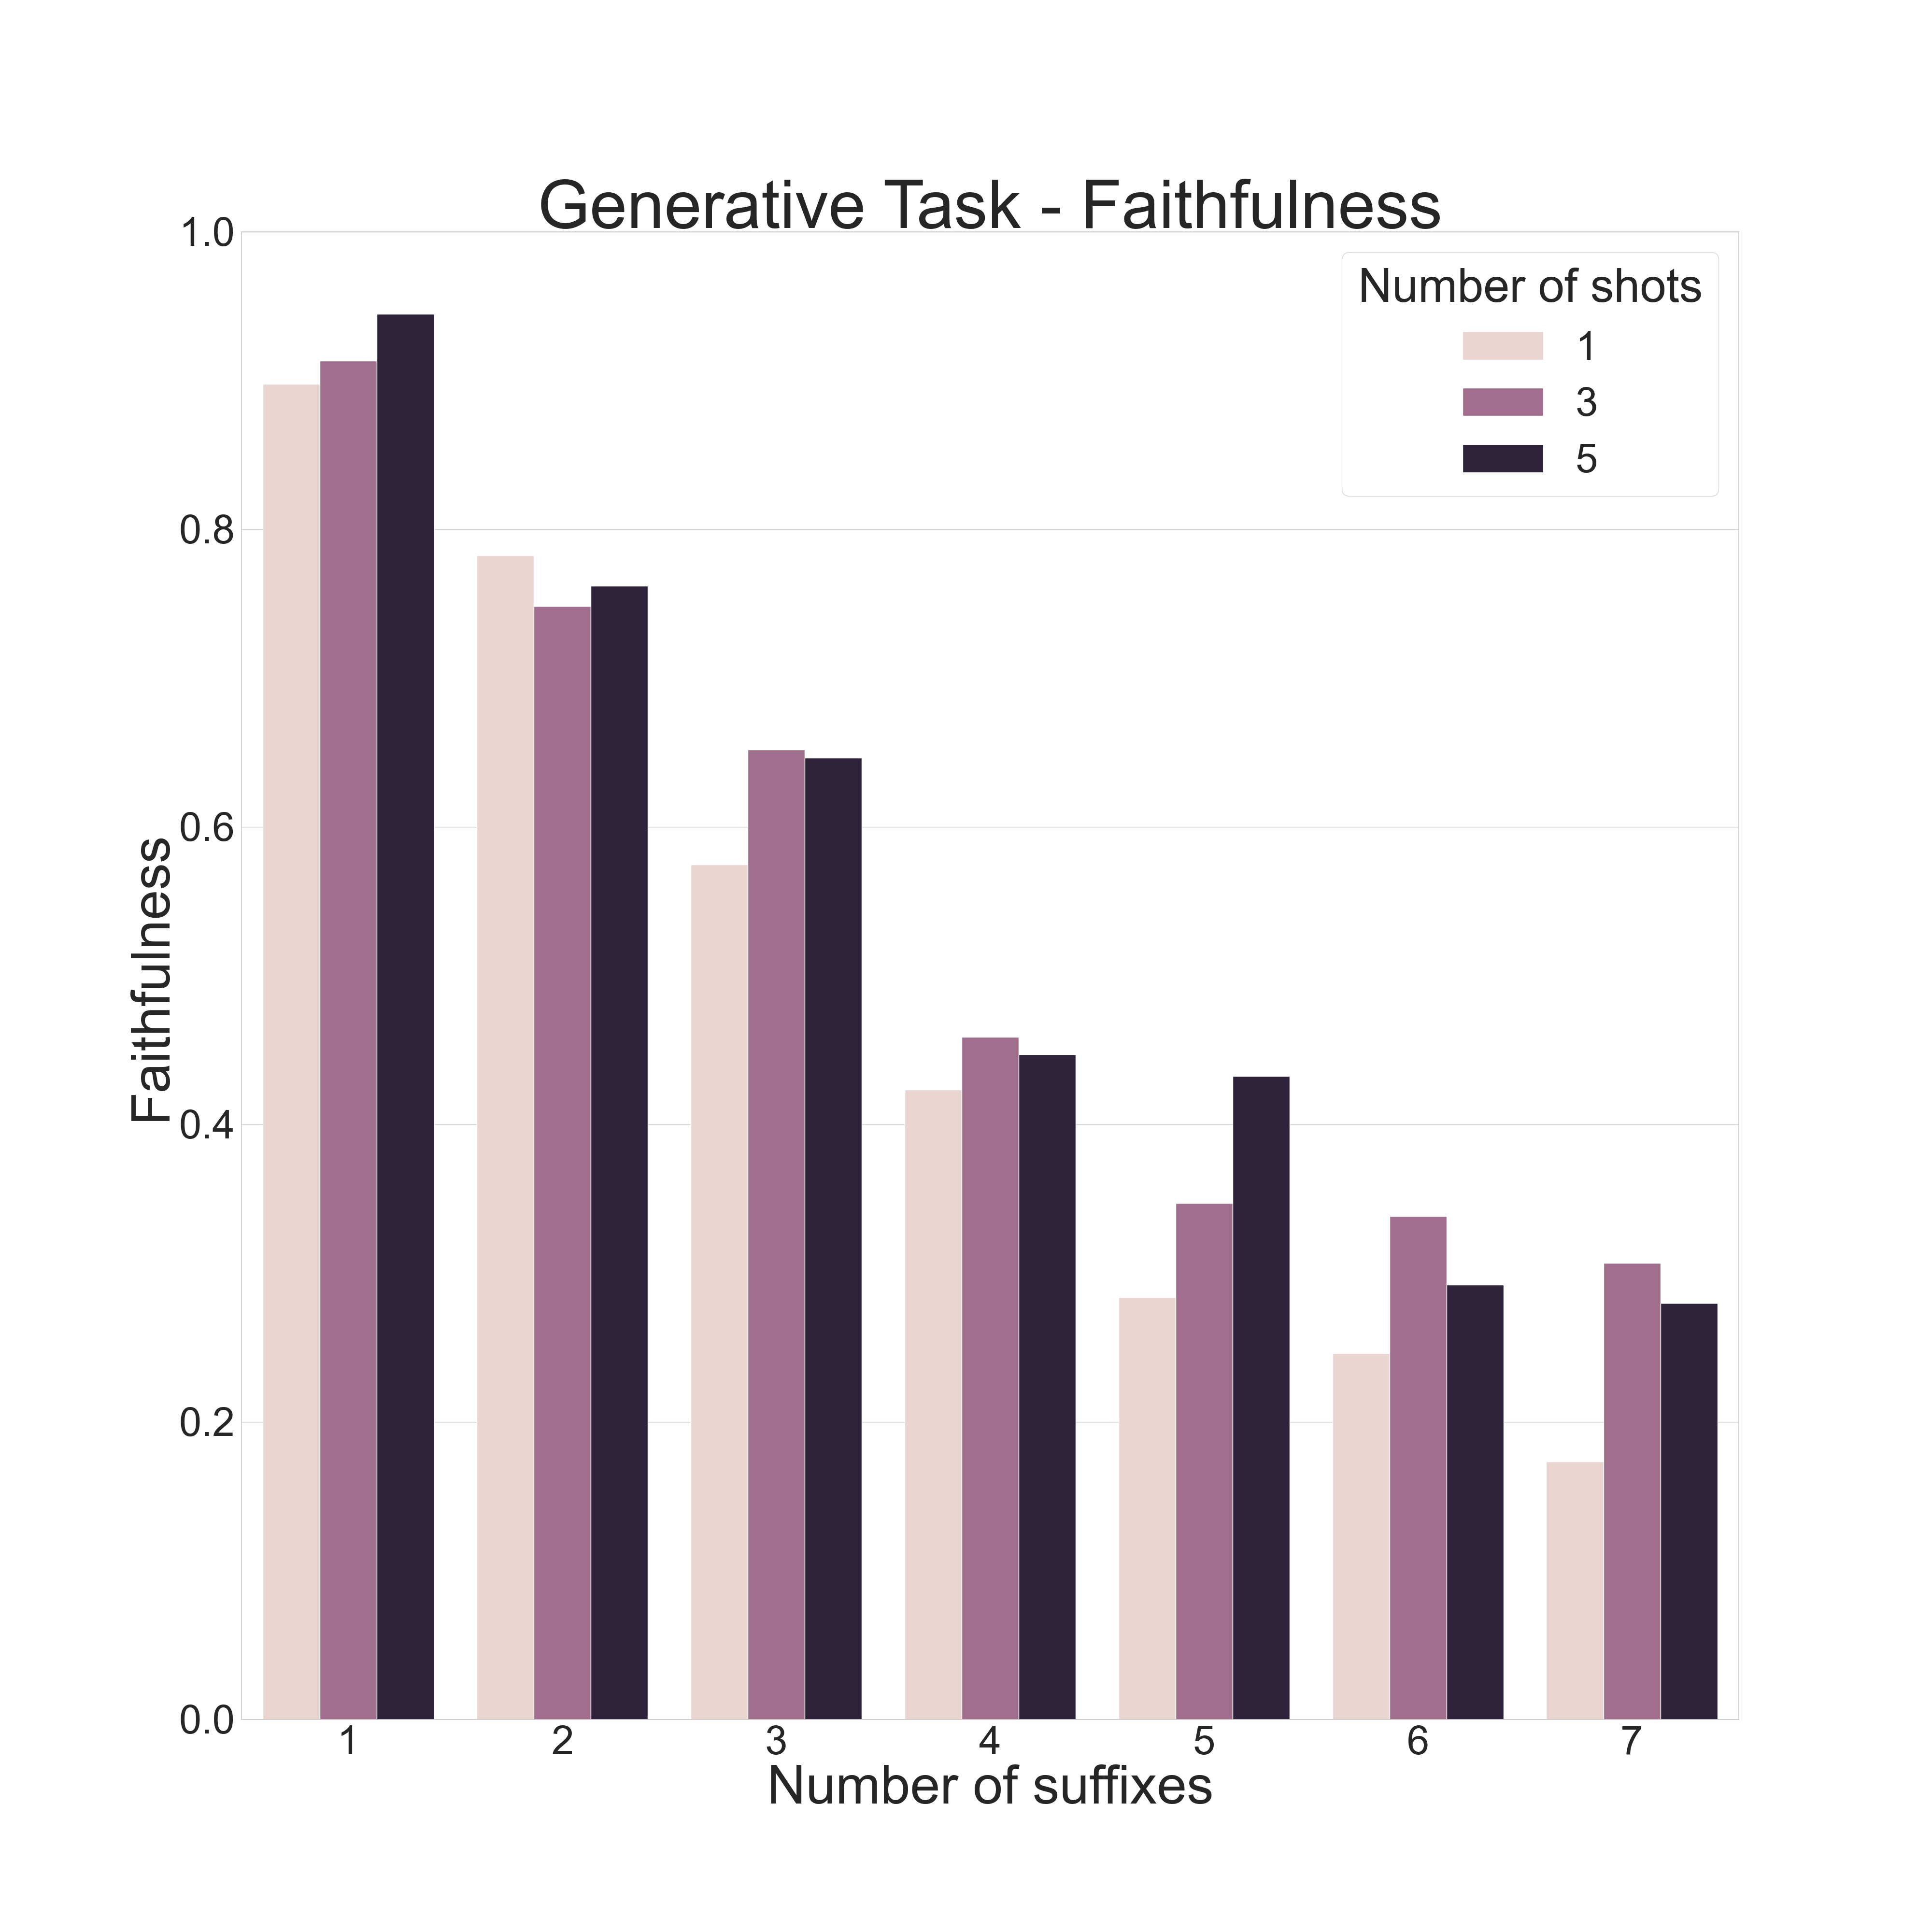 Generative Task - Faithfulness
1.0
0.8
0.6
0.4
0.2
0.0
Faithfulness
Number of shots
1
3
5
1 2 3 4 5 6 7
Number of suffixes